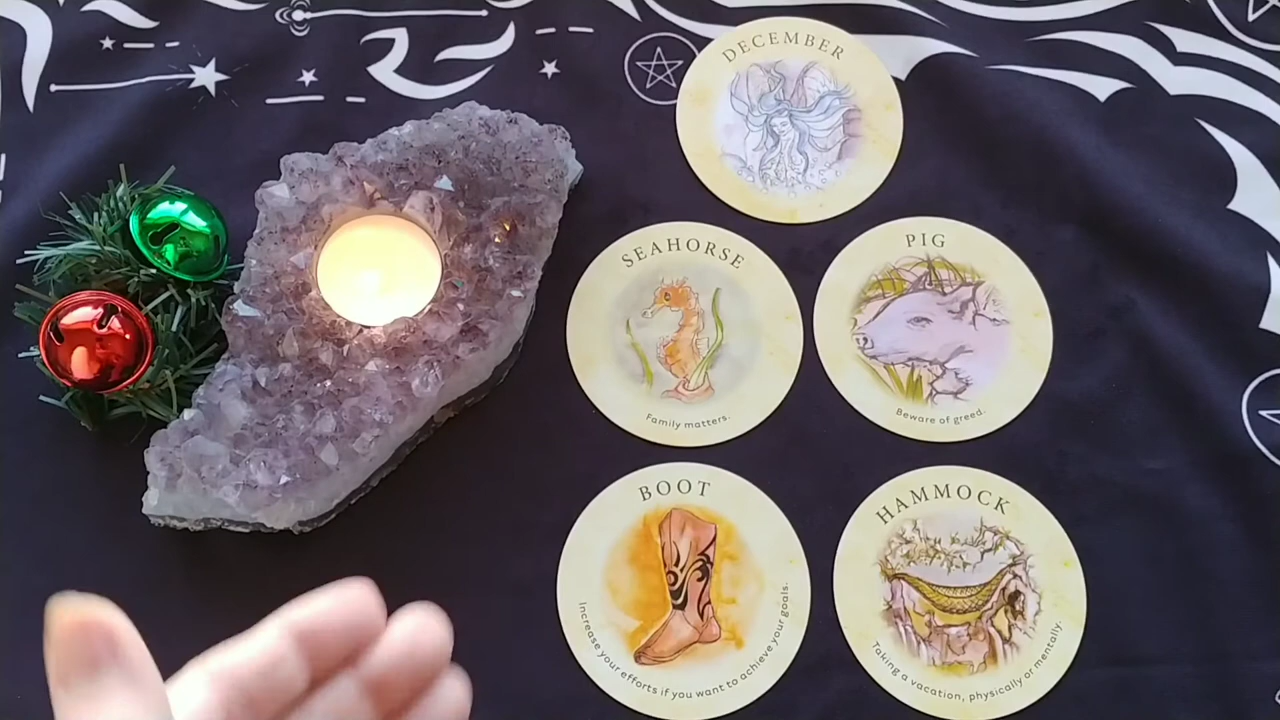 DECEMBER
SEAHORSE
Family matters.
PIG
Beware of greed.
BOOT
Increase your efforts if you want to achieve your goals.
HAMMOCK
Taking a vacation, physically or mentally.